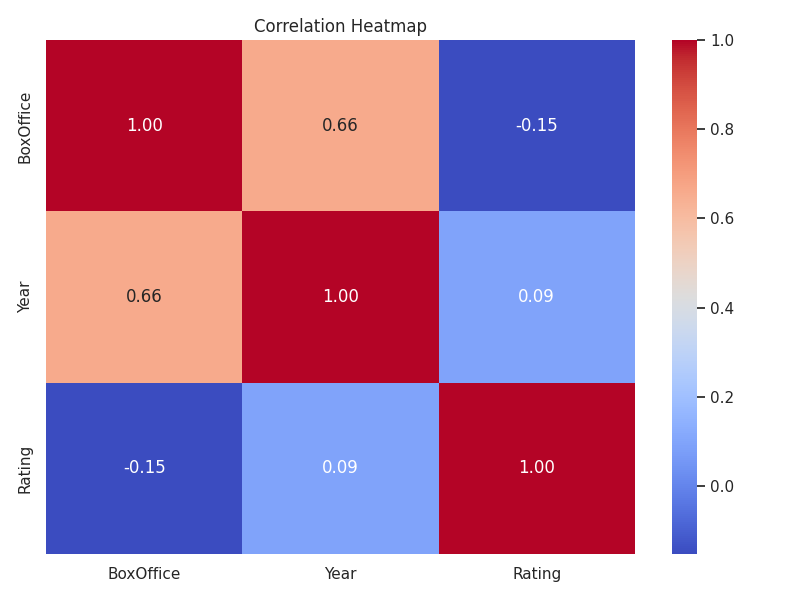 Correlation Heatmap
BoxOffice
1.00
0.66
-0.15
Year
0.66
1.00
0.09
Rating
-0.15
0.09
1.00
BoxOffice
Year
Rating
1.0
0.8
0.6
0.4
0.2
0.0